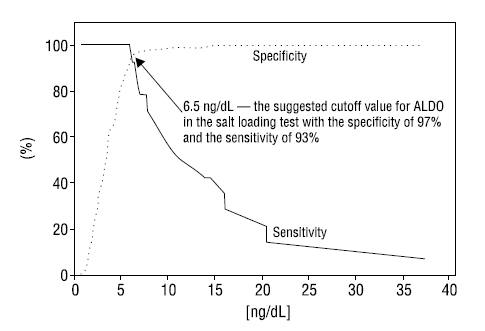 100
80
60
40
20
0
(%)
Specificity
6.5 ng/dL — the suggested cutoff value for ALDO
in the salt loading test with the specificity of 97%
and the sensitivity of 93%
Sensitivity
0 5 10 15 20 25 30 35 40
[ng/dL]